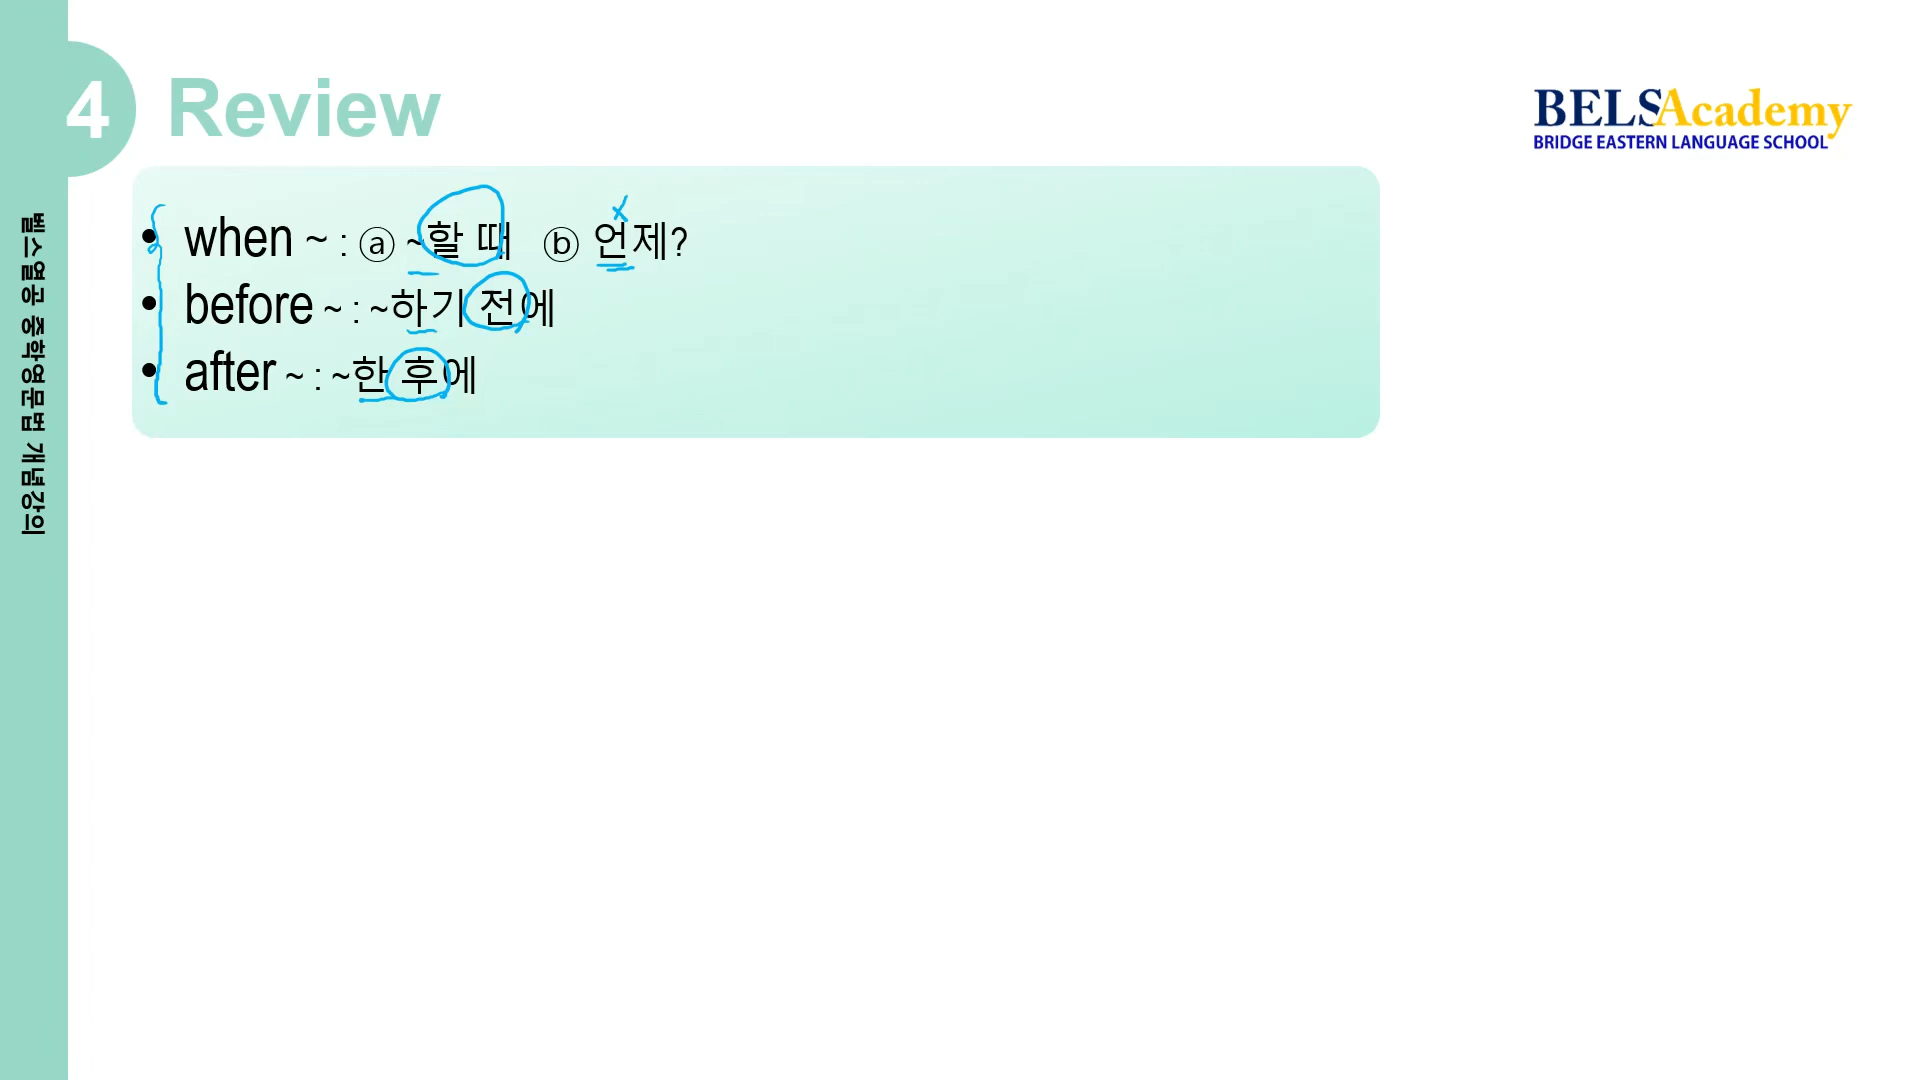 4 Review
BELSAcademy
BRIDGE EASTERN LANGUAGE SCHOOL
• when ~ : ⓐ ~할 때 ⓑ 언제?
• before ~ : ~하기 전에
• after ~ : ~한 후에
벨스열공 중학영문법 개념강의